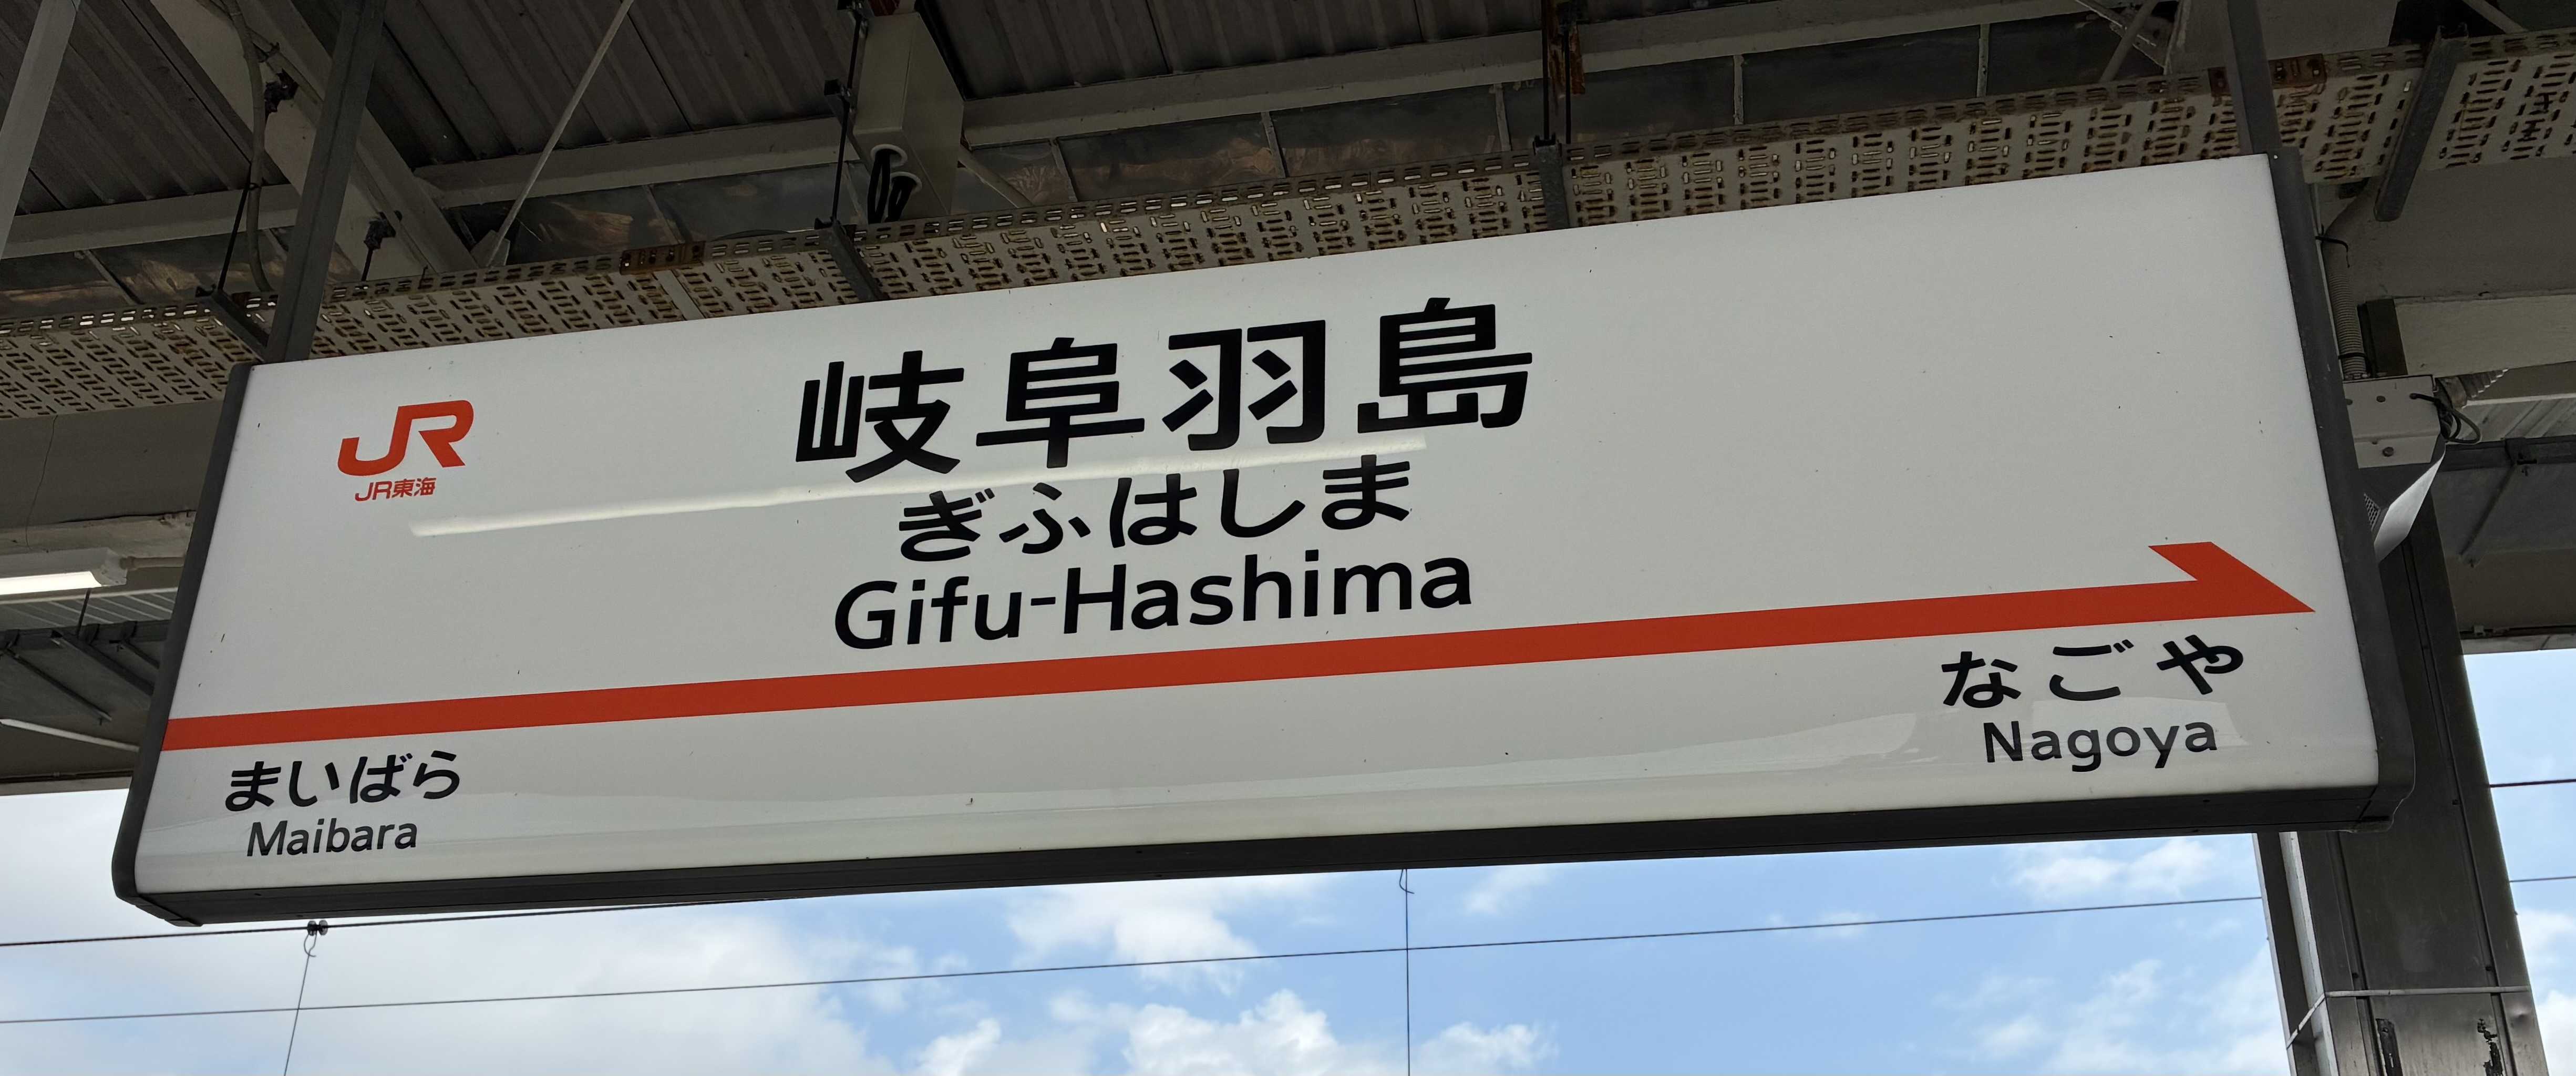 JR
JR東海
岐阜羽島
ぎふはしま
Gifu-Hashima
まいばら
Maibara
なごや
Nagoya